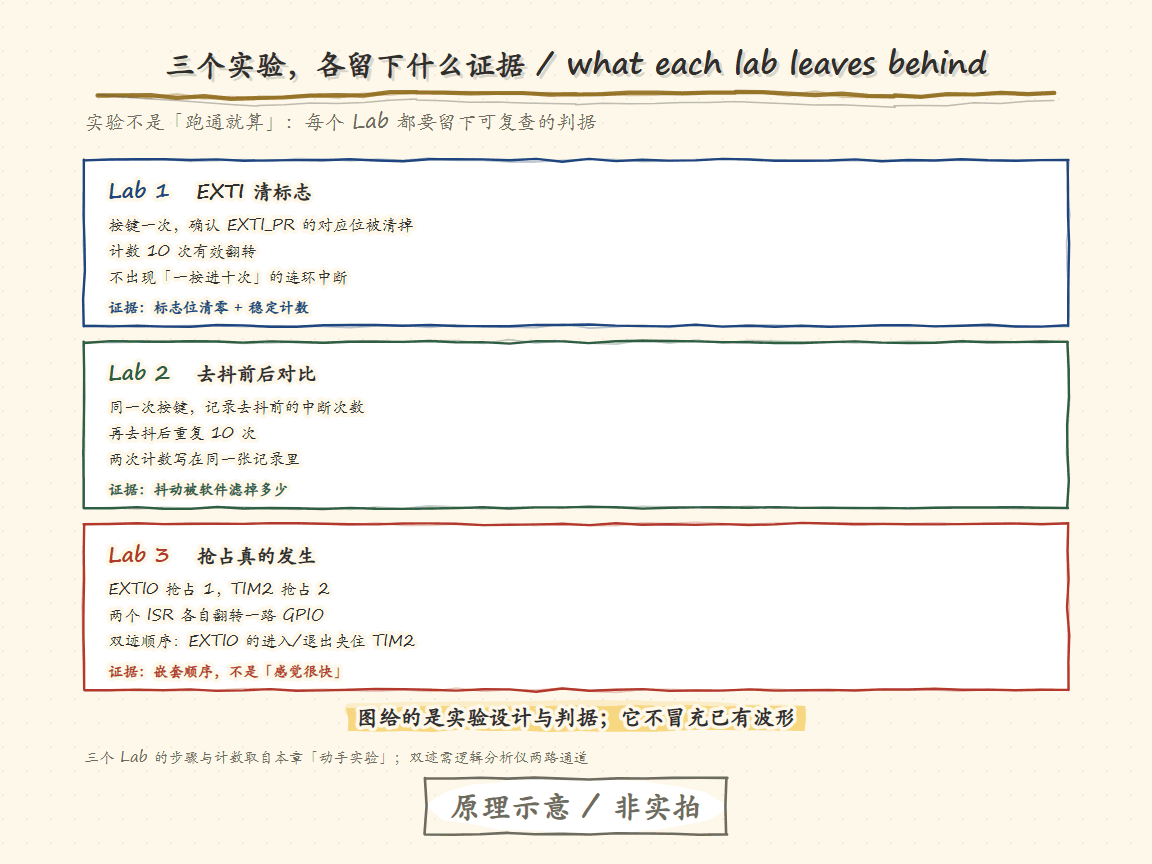 三个实验，各留下什么证据 / what each lab leaves behind
实验不是「跑通就算」：每个 Lab 都要留下可复查的判据
Lab 1 EXTI 清标志
按键一次，确认 EXTI_PR 的对应位被清掉
计数 10 次有效翻转
不出现「一按进十次」的连环中断
证据：标志位清零 + 稳定计数
Lab 2 去抖前后对比
同一次按键，记录去抖前的中断次数
再去抖后重复 10 次
两次计数写在同一张记录里
证据：抖动被软件滤掉多少
Lab 3 抢占真的发生
EXTI0 抢占 1，TIM2 抢占 2
两个 ISR 各自翻转一路 GPIO
双迹顺序：EXTI0 的进入/退出夹住 TIM2
证据：嵌套顺序，不是「感觉很快」
图给的是实验设计与判据；它不冒充已有波形
三个 Lab 的步骤与计数取自本章「动手实验」；双迹需逻辑分析仪两路通道
原理示意 / 非实拍